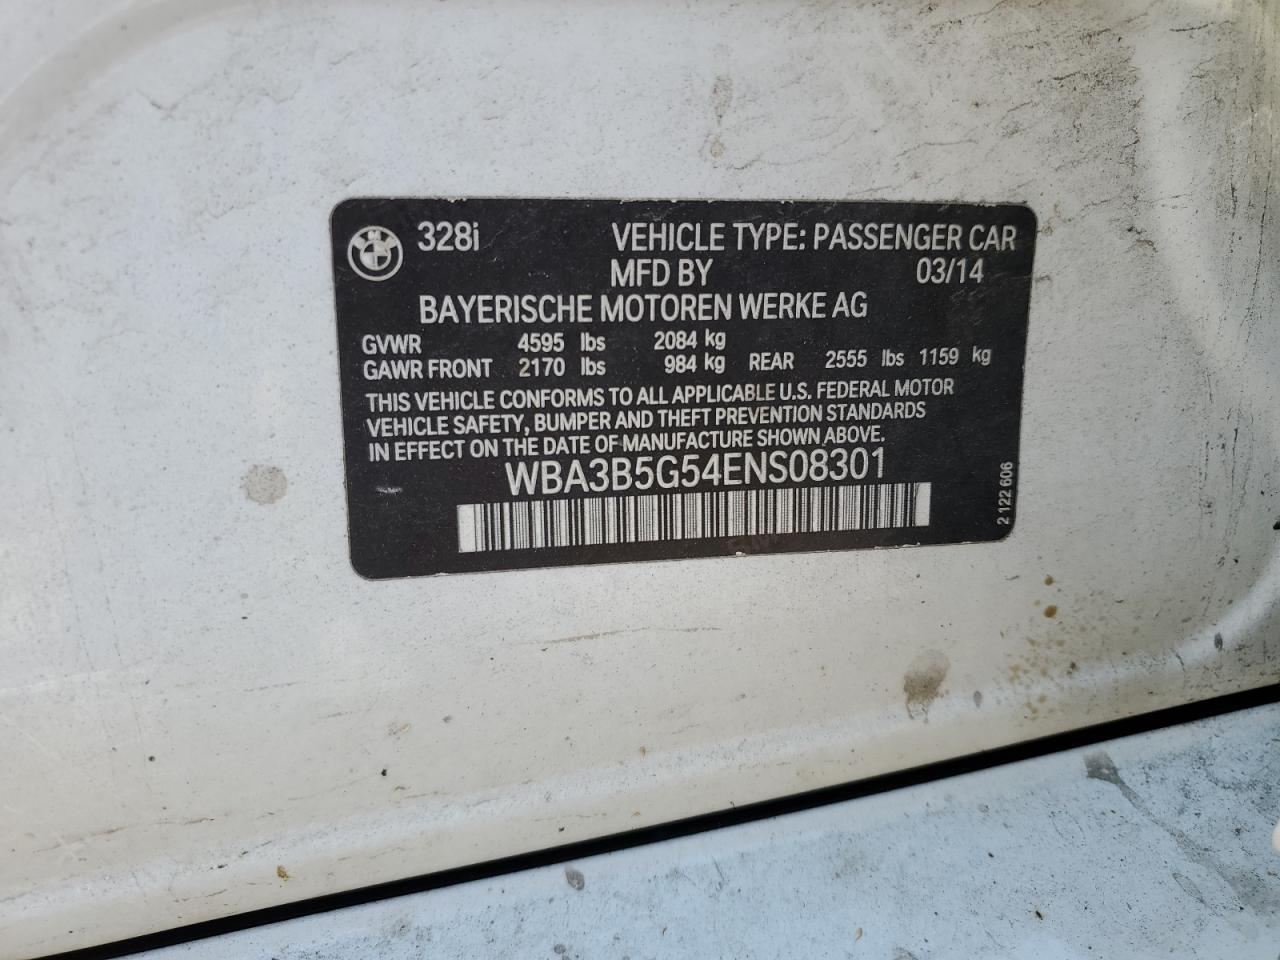 328i VEHICLE TYPE: PASSENGER CAR
MFD BY 03/14
BAYERISCHE MOTOREN WERKE AG
GVWR 4595 lbs 2084 kg
GAWR FRONT 2170 lbs 984 kg REAR 2555 lbs 1159 kg
THIS VEHICLE CONFORMS TO ALL APPLICABLE U.S. FEDERAL MOTOR
VEHICLE SAFETY, BUMPER AND THEFT PREVENTION STANDARDS
IN EFFECT ON THE DATE OF MANUFACTURE SHOWN ABOVE.
WBA3B5G54ENS08301
2 122 606